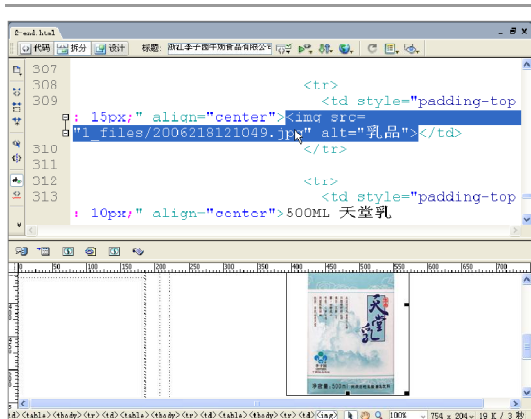 2-end.html
代码 拆分 设计 标题: 浙江李子园牛奶食品有限公司
307
308 <tr>
309 <td style="padding-top
: 15px;" align="center"><img src=
"1_files/2006218121049.jpg" alt="乳品"></td>
310 </tr>
311
312 <tr>
313 <td style="padding-top
: 10px;" align="center">500ML 天堂乳
0 50 100 150 200 250 300 350 400 450 500 550 600 650 700
天堂乳
<table> <tbody> <tr> <td> <table> <tbody> <tr> <td> <table> <tbody> <tr> <td> <img> 100% 754 x 204 19 K / 3 秒